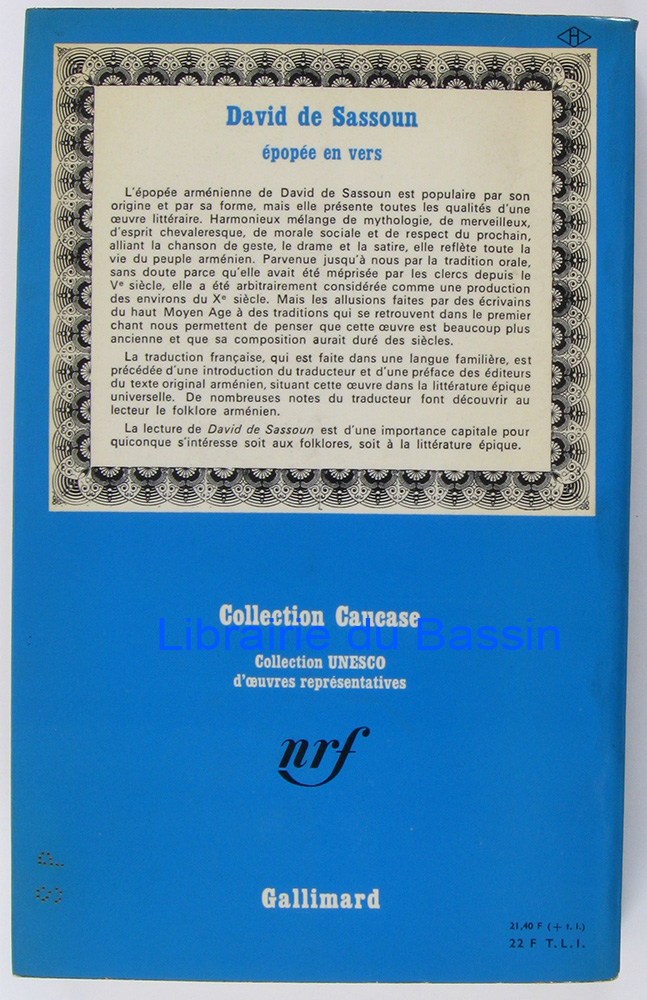 H
David de Sassoun
épopée en vers
L'épopée arménienne de David de Sassoun est populaire par son
origine et par sa forme, mais elle présente toutes les qualités d'une
œuvre littéraire. Harmonieux mélange de mythologie, de merveilleux,
d'esprit chevaleresque, de morale sociale et de respect du prochain,
alliant la chanson de geste, le drame et la satire, elle reflète toute la
vie du peuple arménien. Parvenue jusqu'à nous par la tradition orale,
sans doute parce qu'elle avait été méprisée par les clercs depuis le
Ve siècle, elle a été arbitrairement considérée comme une production
des environs du Xe siècle. Mais les allusions faites par des écrivains
du haut Moyen Age à des traditions qui se retrouvent dans le premier
chant nous permettent de penser que cette œuvre est beaucoup plus
ancienne et que sa composition aurait duré des siècles.
La traduction française, qui est faite dans une langue familière, est
précédée d'une introduction du traducteur et d'une préface des éditeurs
du texte original arménien, situant cette œuvre dans la littérature épique
universelle. De nombreuses notes du traducteur font découvrir au
lecteur le folklore arménien.
La lecture de David de Sassoun est d'une importance capitale pour
quiconque s'intéresse soit aux folklores, soit à la littérature épique.
Collection Caucase
Librairie du Bassin
Collection UNESCO
d'œuvres représentatives
nrf
Gallimard
21,40 F (+ t. l.)
22 F T. L. I.